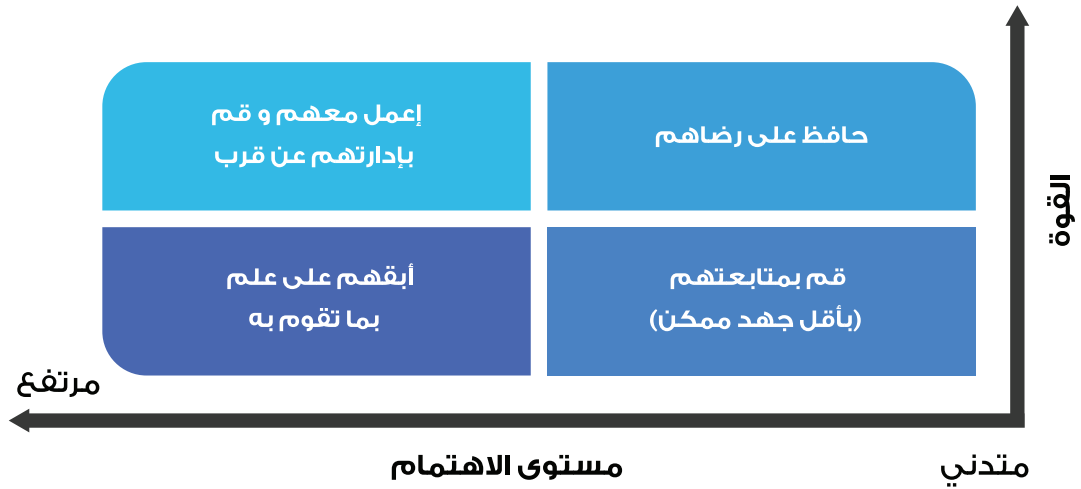 حافظ على رضاهم
إعمل معهم و قم
بإدارتهم عن قرب
قم بمتابعتهم
(بأقل جهد ممكن)
أبقهم على علم
بما تقوم به
القوة
مرتفع
متدني
مستوى الاهتمام